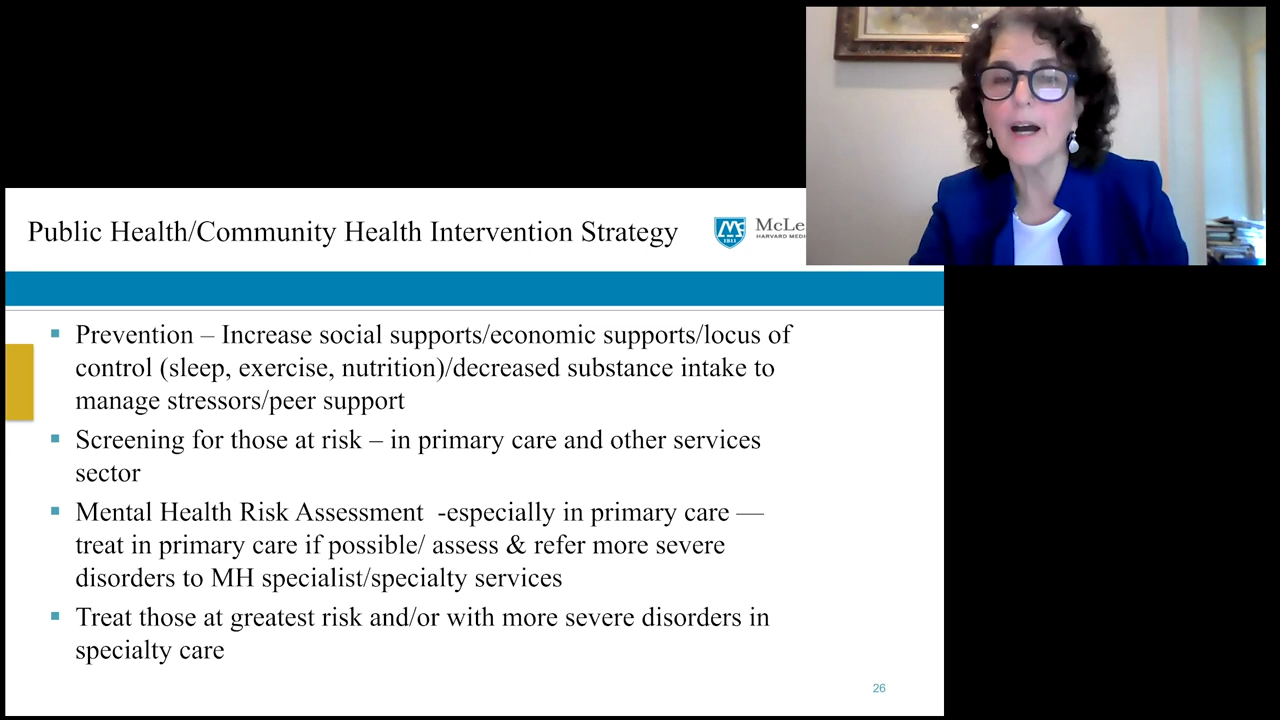 Public Health/Community Health Intervention Strategy
1811
McLe
HARVARD MEDI
Prevention – Increase social supports/economic supports/locus of
control (sleep, exercise, nutrition)/decreased substance intake to
manage stressors/peer support
Screening for those at risk – in primary care and other services
sector
Mental Health Risk Assessment  -especially in primary care —
treat in primary care if possible/ assess & refer more severe
disorders to MH specialist/specialty services
Treat those at greatest risk and/or with more severe disorders in
specialty care
26